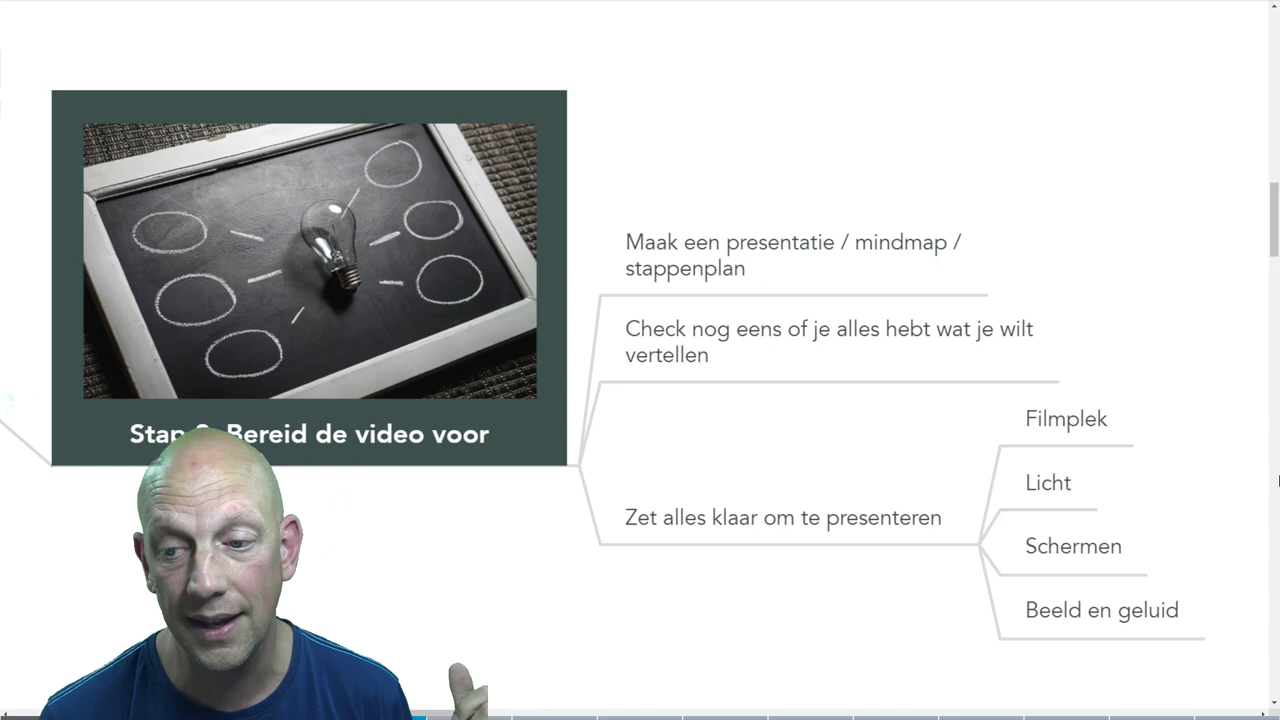 Maak een presentatie / mindmap /
stappenplan
Check nog eens of je alles hebt wat je wilt
vertellen
Stap Bereid de video voor
Zet alles klaar om te presenteren
Filmplek
Licht
Schermen
Beeld en geluid